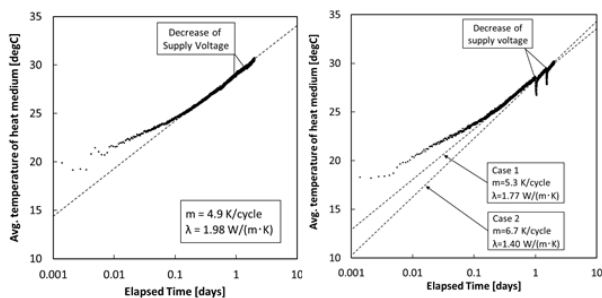 35
30
25
20
15
10
0.001
0.01
0.1
1
10
Avg. temperature of heat medium [degC]
Elapsed Time [days]
Decrease of
Supply Voltage
m = 4.9 K/cycle
λ = 1.98 W/(m・K)
35
30
25
20
15
10
0.001
0.01
0.1
1
10
Avg. temperature of heat medium [degC]
Elapsed Time [days]
Decrease of
supply voltage
Case 1
m=5.3 K/cycle
λ=1.77 W/(m・K)
Case 2
m=6.7 K/cycle
λ=1.40 W/(m・K)